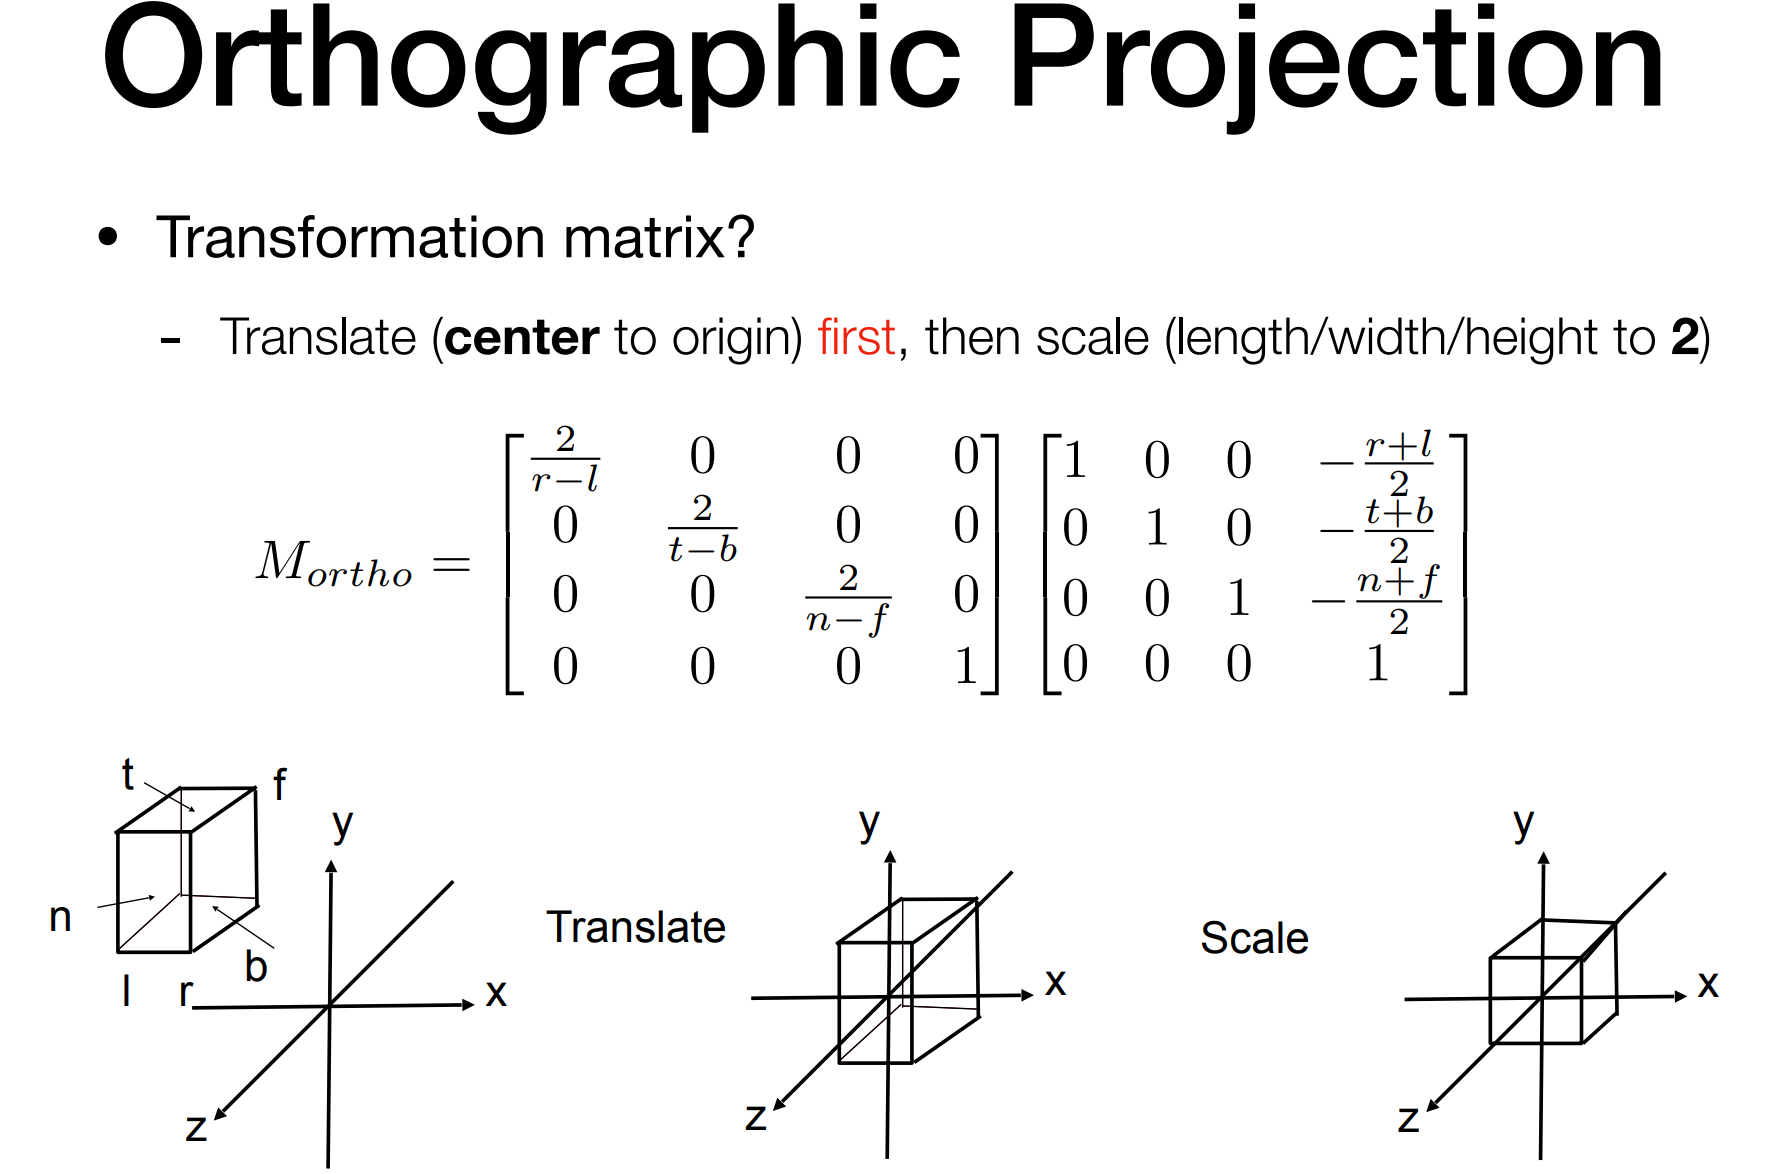 Orthographic Projection
• Transformation matrix?
- Translate (center to origin) first, then scale (length/width/height to 2)
$M_{ortho} = \begin{bmatrix} \frac{2}{r-l} & 0 & 0 & 0 \\ 0 & \frac{2}{t-b} & 0 & 0 \\ 0 & 0 & \frac{2}{n-f} & 0 \\ 0 & 0 & 0 & 1 \end{bmatrix} \begin{bmatrix} 1 & 0 & 0 & -\frac{r+l}{2} \\ 0 & 1 & 0 & -\frac{t+b}{2} \\ 0 & 0 & 1 & -\frac{n+f}{2} \\ 0 & 0 & 0 & 1 \end{bmatrix}$
t f
y
n
l r b
x
z
Translate
y
x
z
Scale
y
x
z